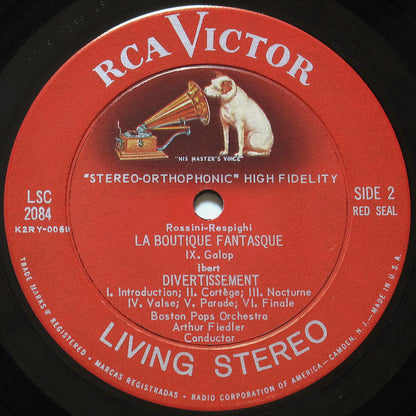 RCA VICTOR
"HIS MASTER'S VOICE"
"STEREO-ORTHOPHONIC" HIGH FIDELITY
LSC
2084
K2RY-0069
SIDE 2
RED SEAL
Rossini-Respighi
LA BOUTIQUE FANTASQUE
IX. Galop
Ibert
DIVERTISSEMENT
I. Introduction; II. Cortège; III. Nocturne
IV. Valse; V. Parade; VI. Finale
Boston Pops Orchestra
Arthur Fiedler
Conductor
LIVING STEREO
TRADE MARKS ® REGISTERED • MARCAS REGISTRADAS • RADIO CORPORATION OF AMERICA—CAMDEN, N.J.—MADE IN U.S.A.